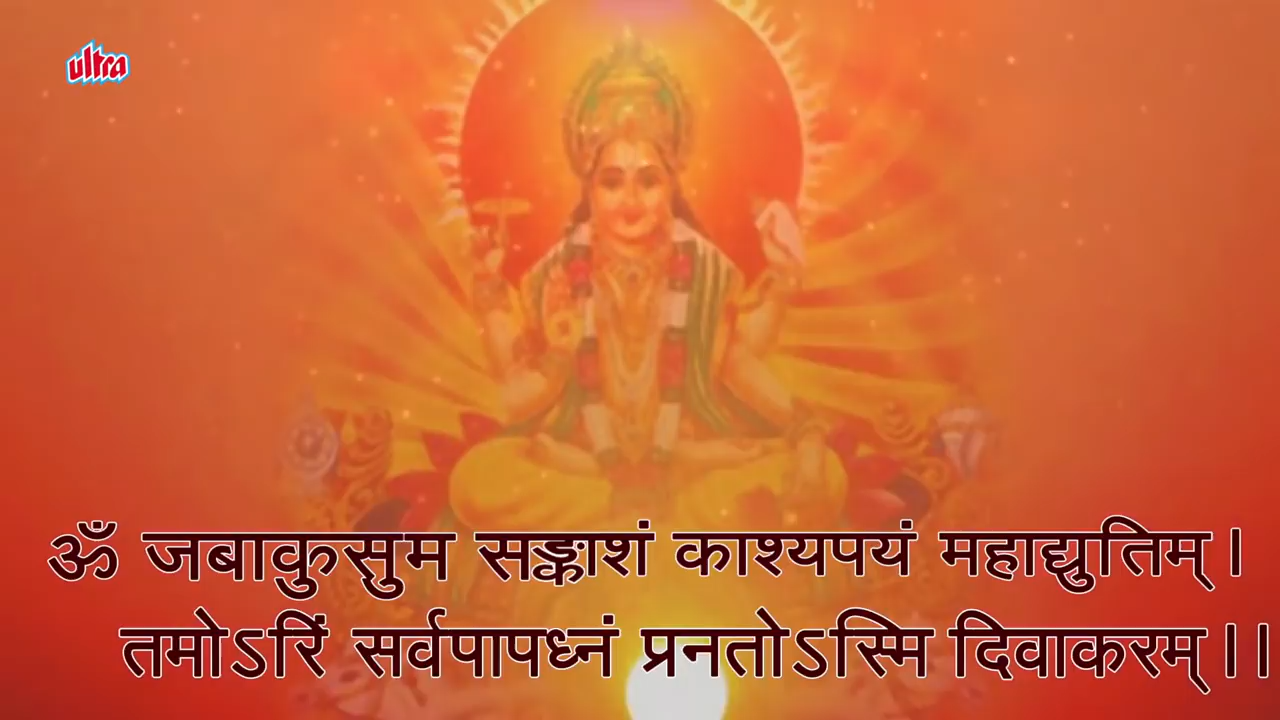 ultra
ॐ जबाकुसुम सङ्काशं काश्यपयं महाद्युतिम्।
तमोऽरिं सर्वपापध्नं प्रनतोऽस्मि दिवाकरम्।।